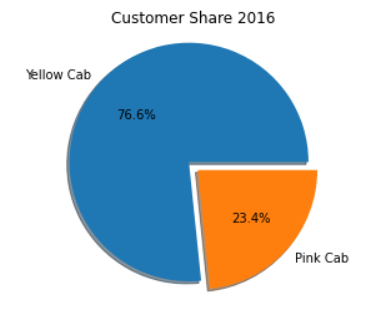 Customer Share 2016
Yellow Cab
76.6%
23.4%
Pink Cab